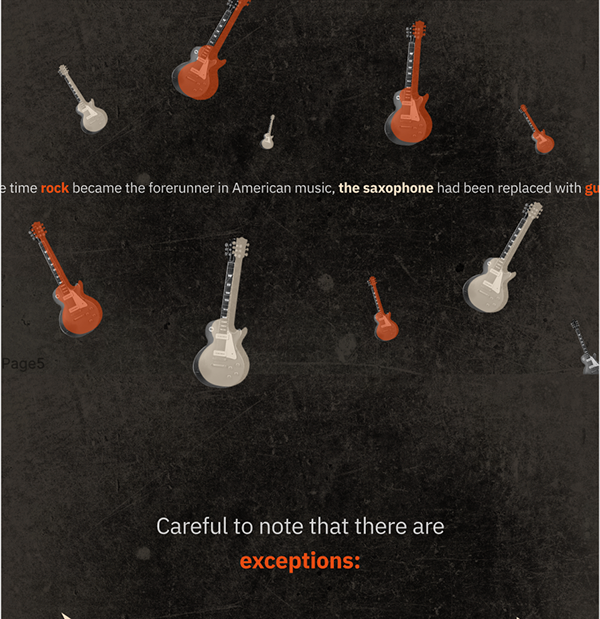 e time rock became the forerunner in American music, the saxophone had been replaced with gu
Page5
Careful to note that there are
exceptions: